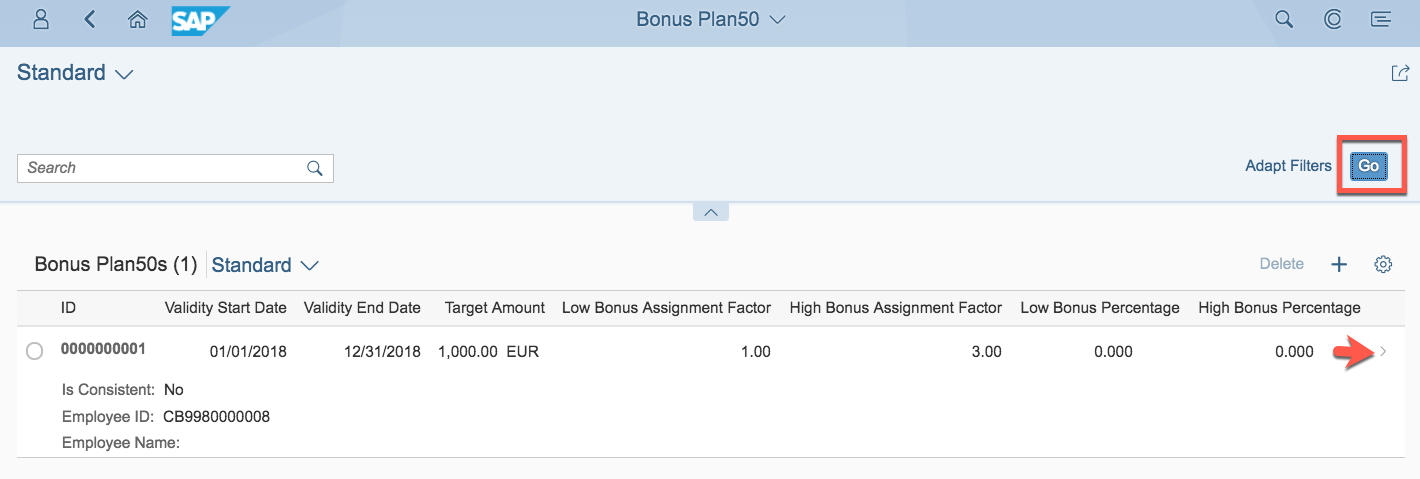 SAP Bonus Plan50
Standard
Search Adapt Filters Go
Bonus Plan50s (1) Standard Delete
ID Validity Start Date Validity End Date Target Amount Low Bonus Assignment Factor High Bonus Assignment Factor Low Bonus Percentage High Bonus Percentage
0000000001 01/01/2018 12/31/2018 1,000.00 EUR 1.00 3.00 0.000 0.000
Is Consistent: No
Employee ID: CB9980000008
Employee Name: